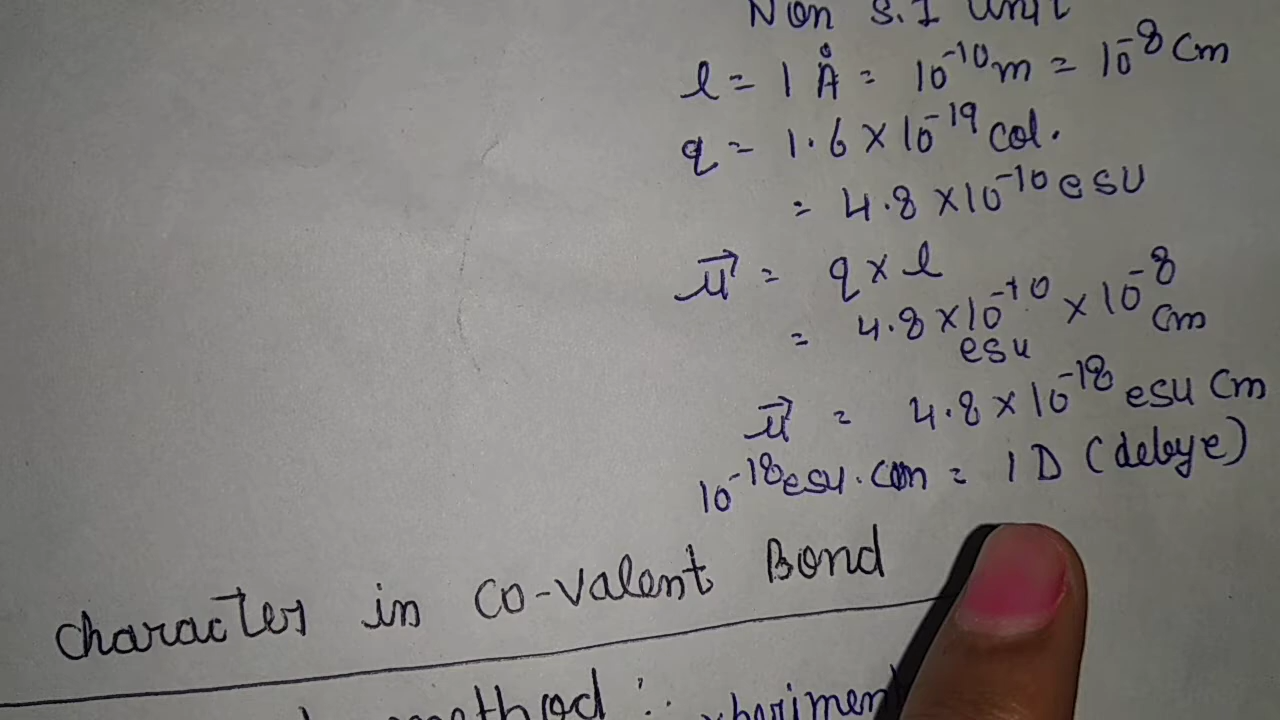 Non S.I Unit
l = 1 Å = 10⁻¹⁰m = 10⁻⁸ Cm
q = 1.6 × 10⁻¹⁹ col.
= 4.8 × 10⁻¹⁰ esu
μ⃗ = q × l
= 4.8 × 10⁻¹⁰ esu × 10⁻⁸ cm
μ⃗ = 4.8 × 10⁻¹⁸ esu Cm
10⁻¹⁸ esu.cm = 1 D (debye)
character in co-valent Bond
method :